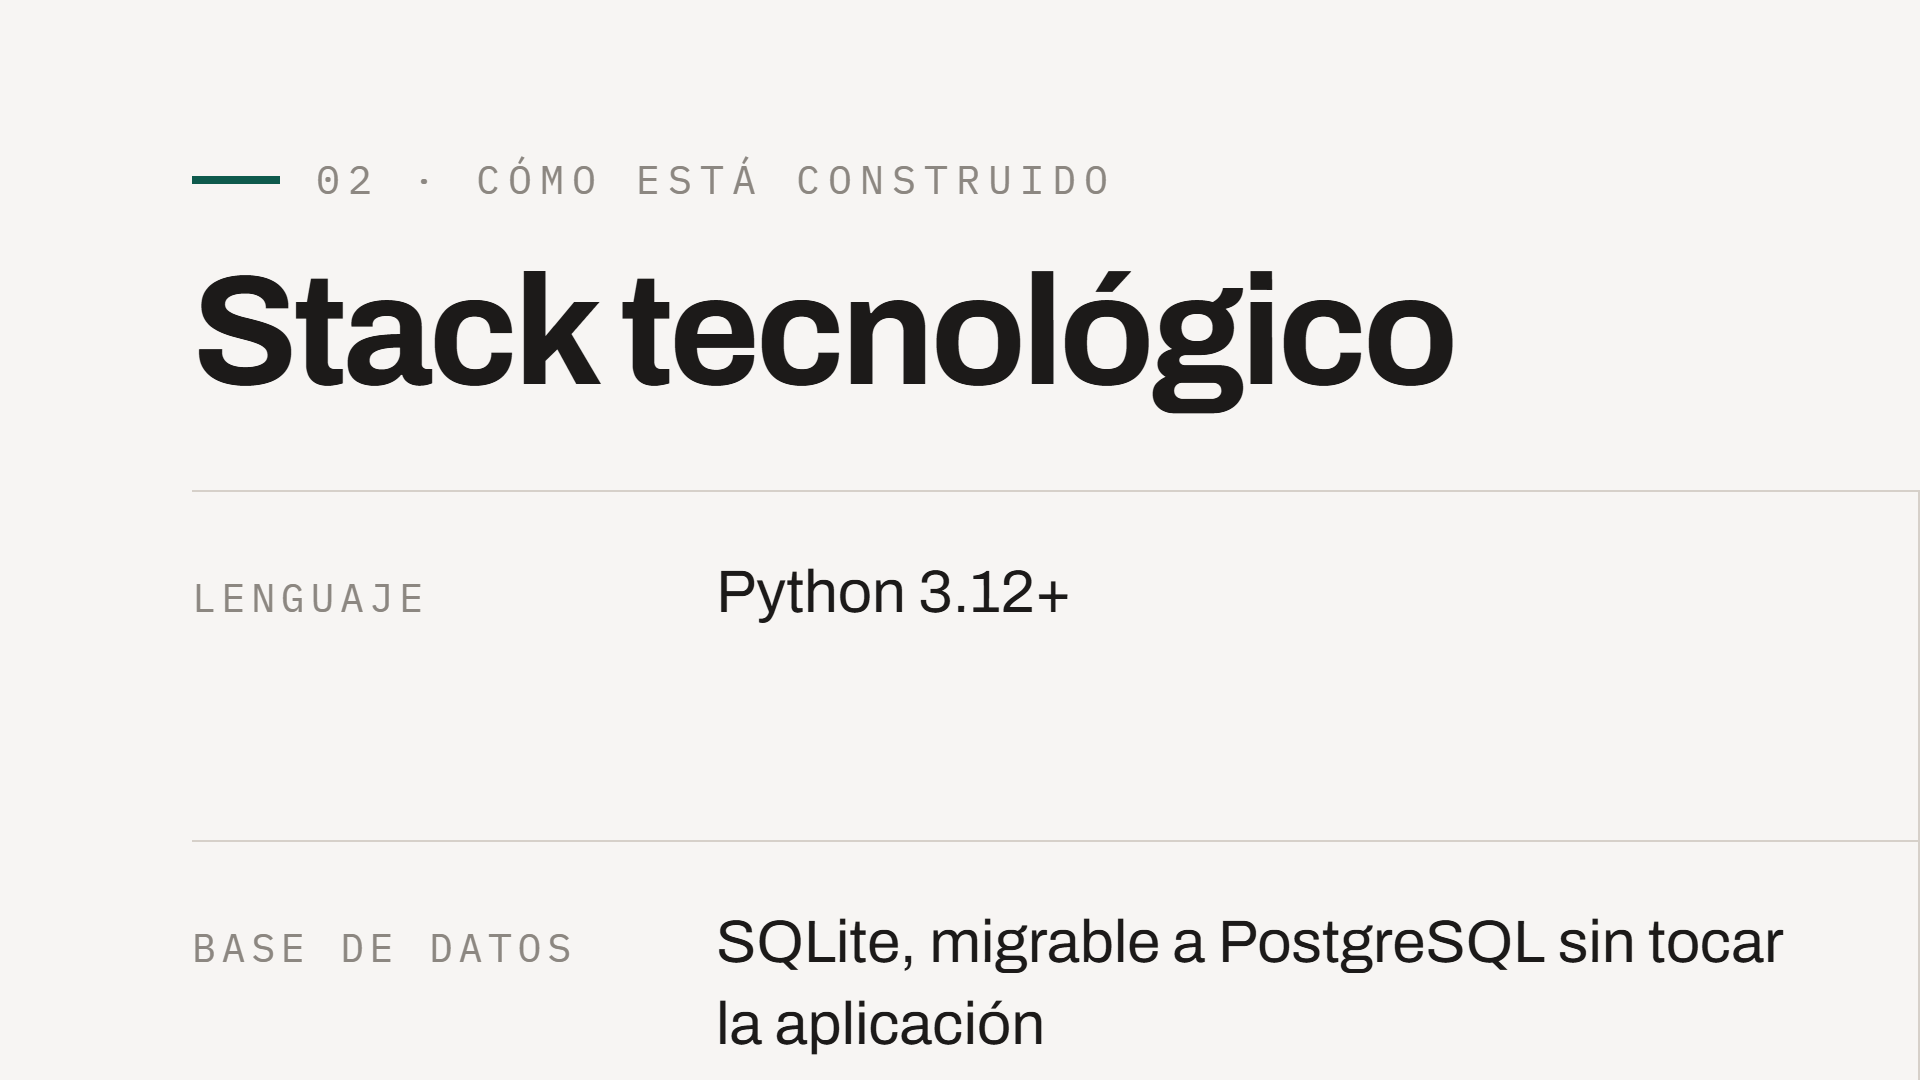 02 · CÓMO ESTÁ CONSTRUIDO
Stack tecnológico
LENGUAJE
Python 3.12+
BASE DE DATOS
SQLite, migrable a PostgreSQL sin tocar
la aplicación